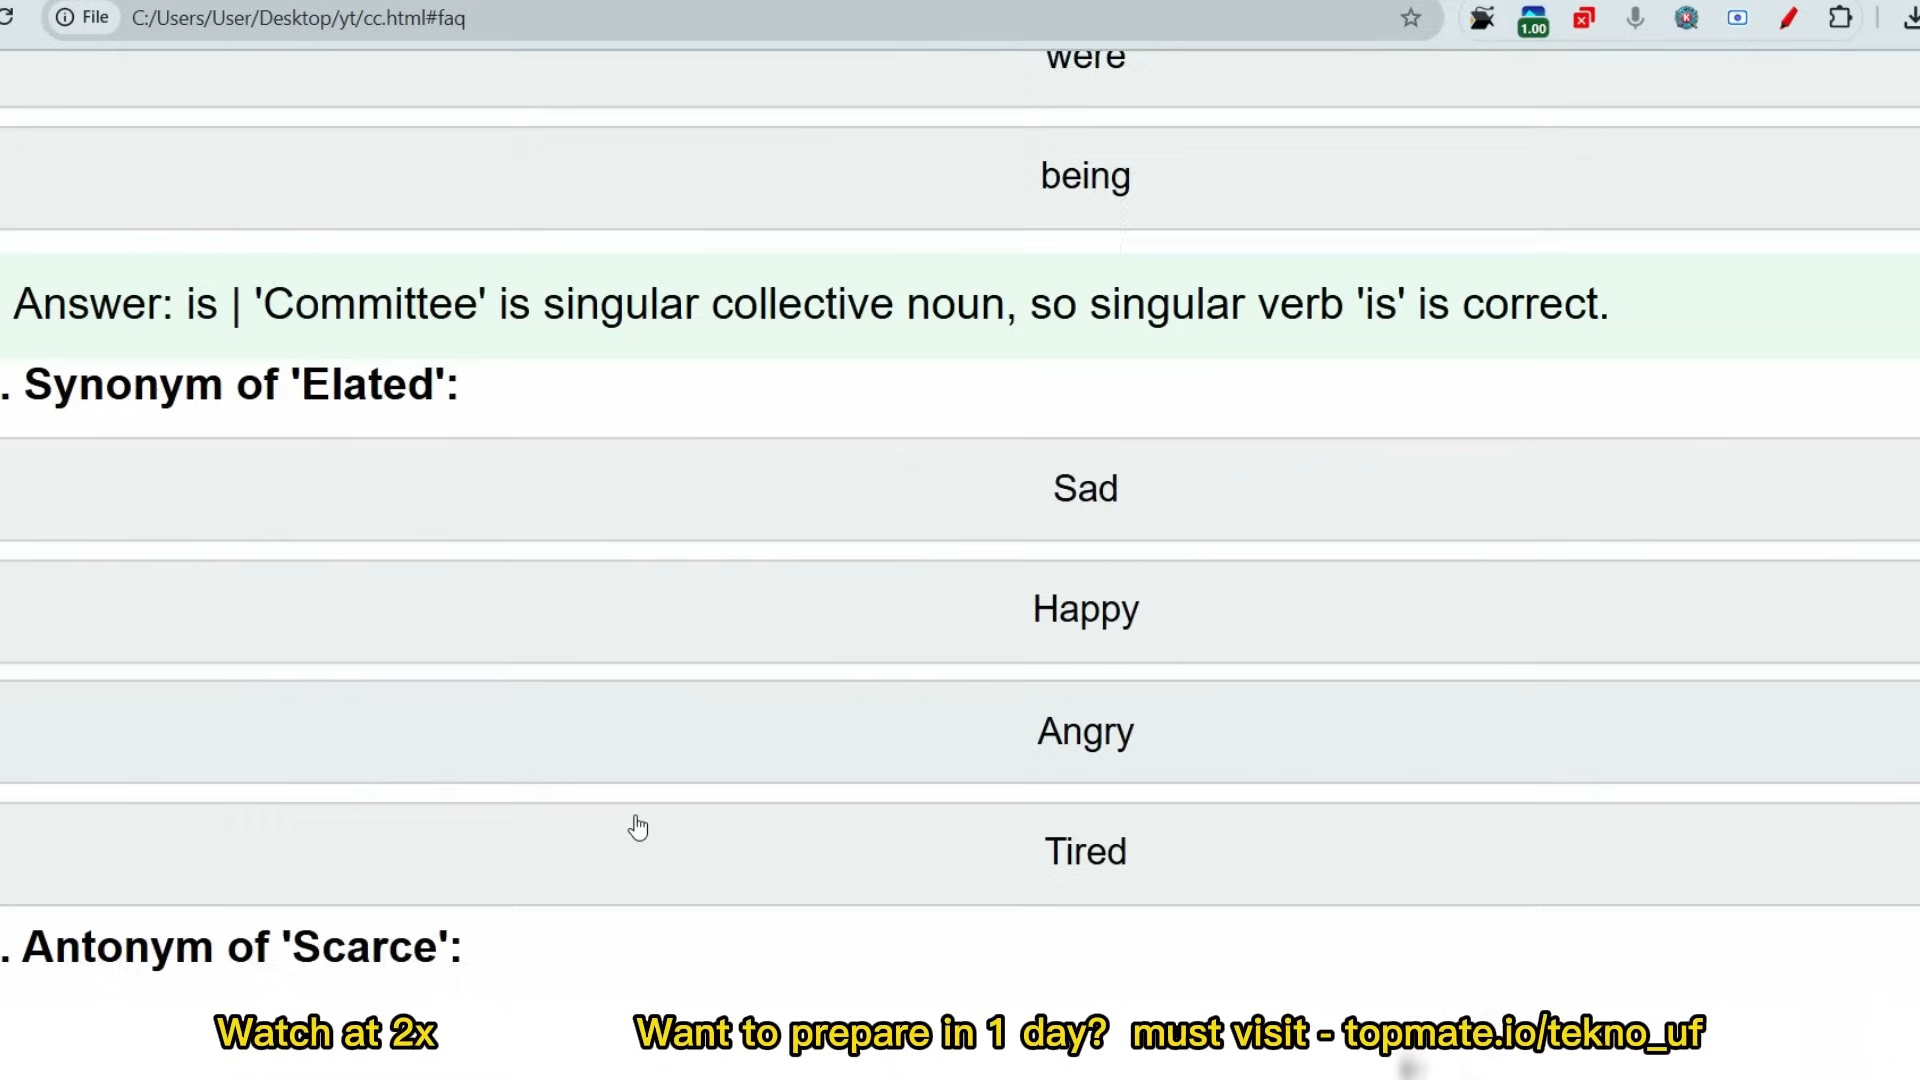 File C:/Users/User/Desktop/yt/cc.html#faq
1.00
K
were
being
Answer: is | 'Committee' is singular collective noun, so singular verb 'is' is correct.
. Synonym of 'Elated':
Sad
Happy
Angry
Tired
. Antonym of 'Scarce':
Watch at 2x
Want to prepare in 1 day? must visit - topmate.io/tekno_uf